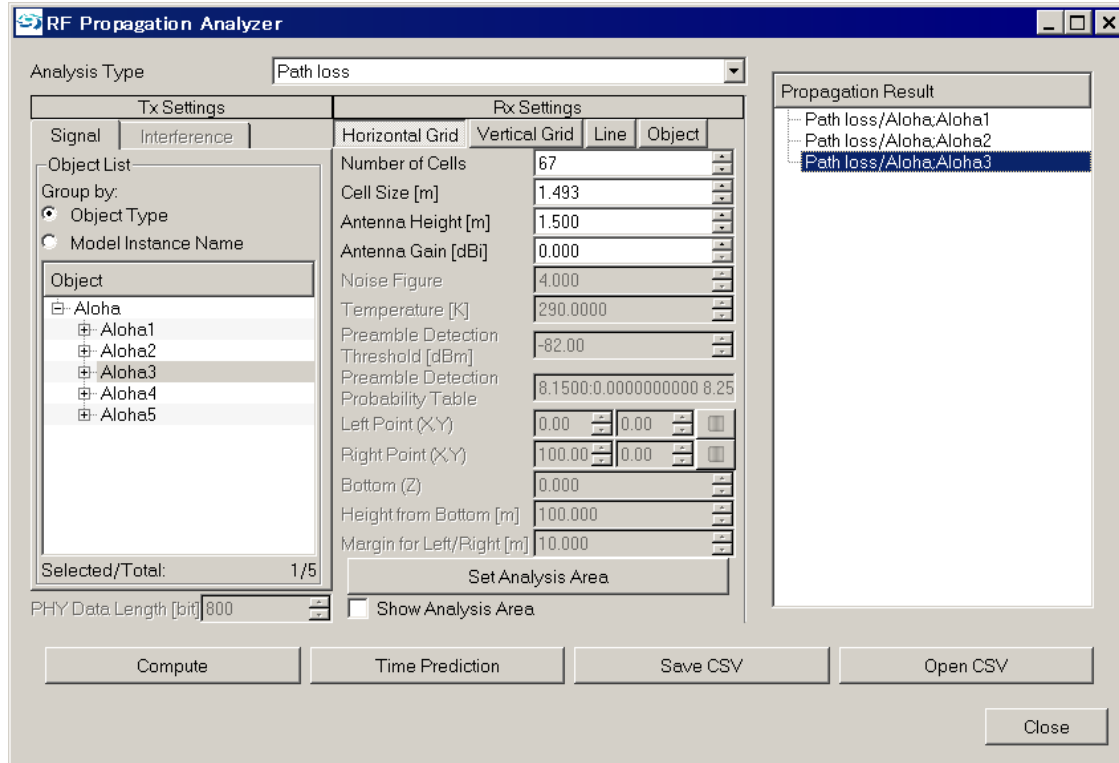 RF Propagation Analyzer
Analysis Type
Path loss
Tx Settings
Rx Settings
Signal
Interference
Horizontal Grid
Vertical Grid
Line
Object
Object List
Group by:
Object Type
Model Instance Name
Object
Aloha
Aloha1
Aloha2
Aloha3
Aloha4
Aloha5
Selected/Total: 1/5
PHY Data Length [bit] 800
Number of Cells 67
Cell Size [m] 1.493
Antenna Height [m] 1.500
Antenna Gain [dBi] 0.000
Noise Figure 4.000
Temperature [K] 290.0000
Preamble Detection
Threshold [dBm] -82.00
Preamble Detection
Probability Table 8.1500:0.0000000000 8.25
Left Point (X,Y) 0.00 0.00
Right Point (X,Y) 100.00 0.00
Bottom (Z) 0.000
Height from Bottom [m] 100.000
Margin for Left/Right [m] 10.000
Set Analysis Area
Show Analysis Area
Propagation Result
Path loss/Aloha;Aloha1
Path loss/Aloha;Aloha2
Path loss/Aloha;Aloha3
Compute
Time Prediction
Save CSV
Open CSV
Close